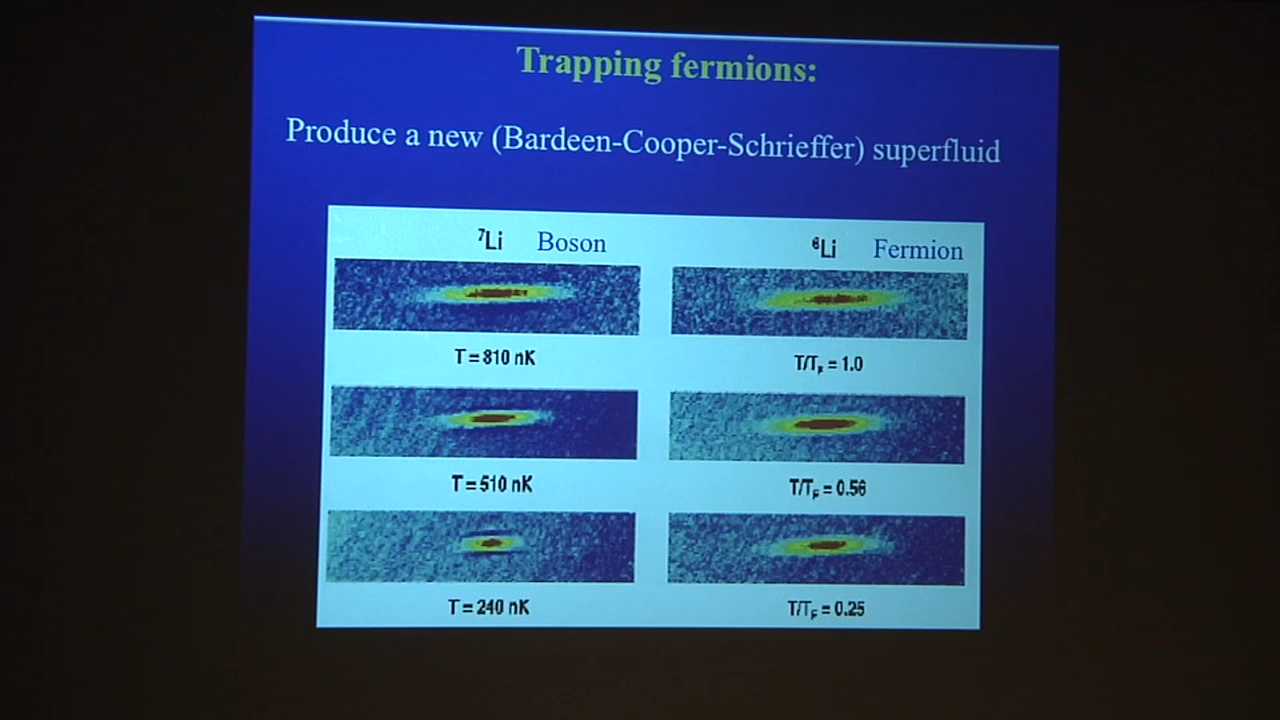 Trapping fermions:
Produce a new (Bardeen-Cooper-Schrieffer) superfluid
⁷Li Boson ⁶Li Fermion
T = 810 nK T/T_F = 1.0
T = 510 nK T/T_F = 0.56
T = 240 nK T/T_F = 0.25